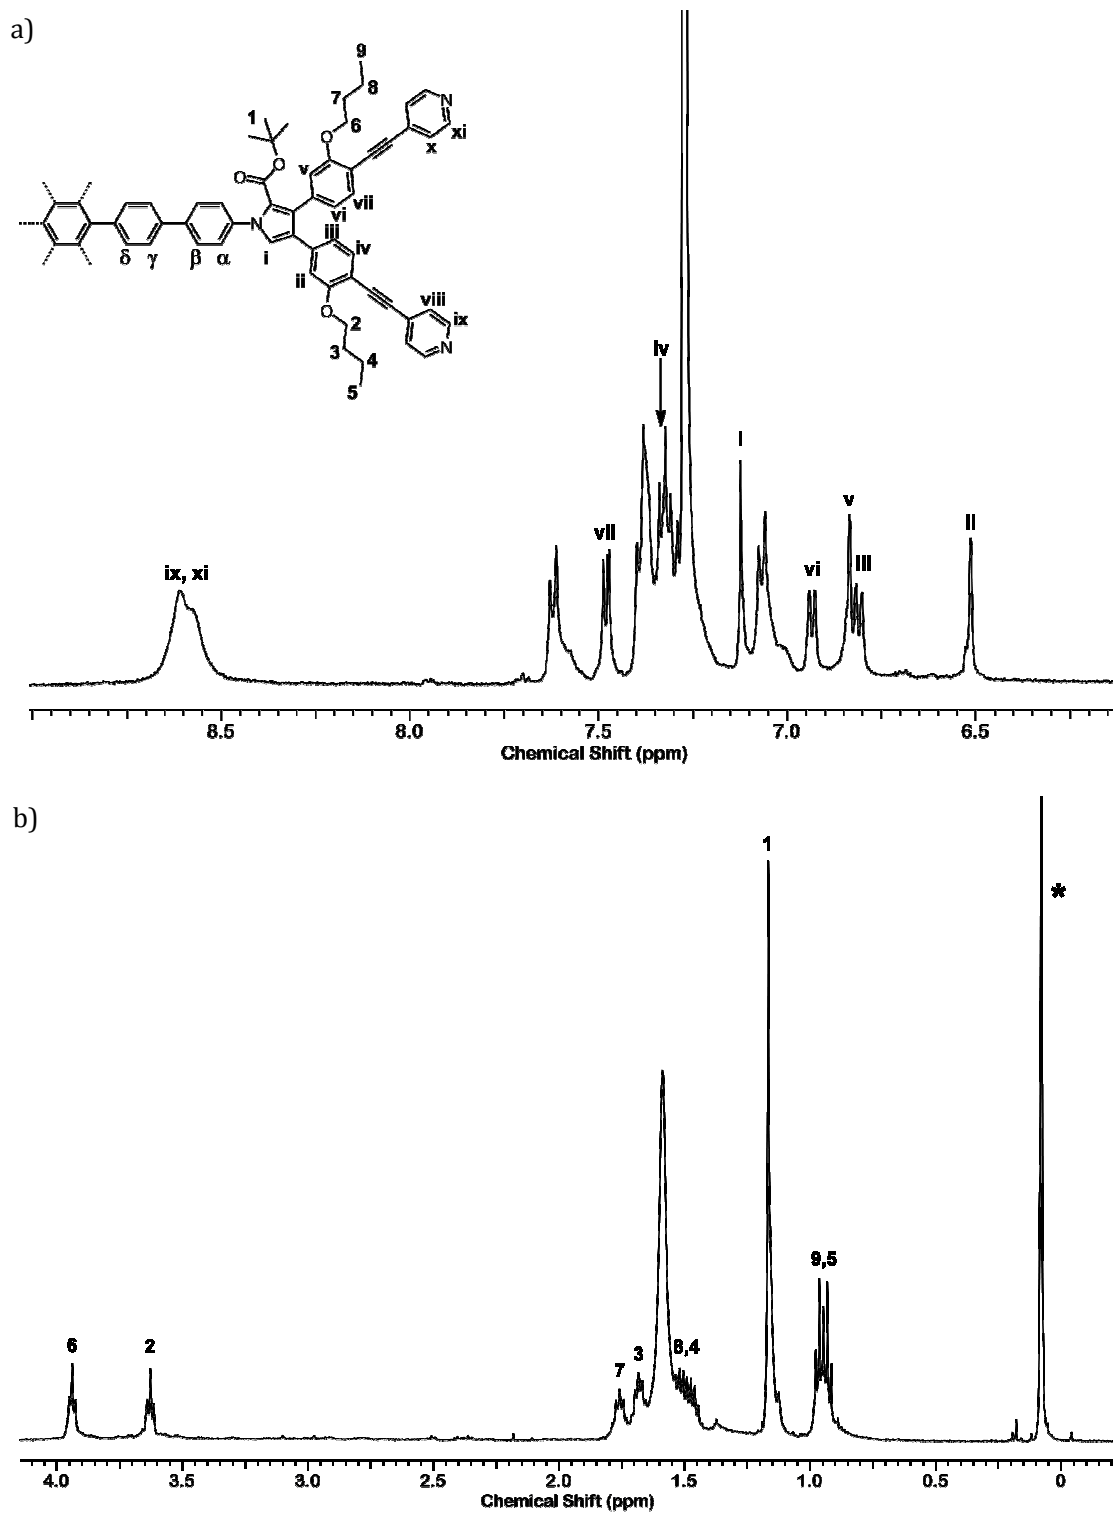 a)
9
8
7
6
N
1
O
xi
x
O
O
v
vii
vi
N
iii
iv
δ γ β α i
ii
viii
O
2
ix
N
3
4
5
iv
i
vii
v
ii
ix, xi
vi
iii
8.5 8.0 7.5 7.0 6.5
Chemical Shift (ppm)
b)
1
*
9,5
6 2
3 8,4
7
4.0 3.5 3.0 2.5 2.0 1.5 1.0 0.5 0
Chemical Shift (ppm)